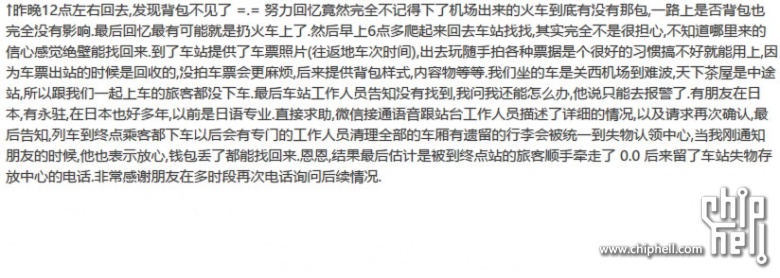 ↑昨晚12点左右回去,发现背包不见了 =.= 努力回忆竟然完全不记得下了机场出来的火车到底有没有那包,一路上是否背包也
完全没有影响.最后回忆最有可能就是扔火车上了.然后早上6点多爬起来回去车站找找,其实完全不是很担心,不知道哪里来的
信心感觉绝壁能找回来.到了车站提供了车票照片(往返地车次时间),出去玩随手拍各种票据是个很好的习惯搞不好就能用上,因
为车票出站的时候是回收的,没拍车票会更麻烦,后来提供背包样式,内容物等等.我们坐的车是关西机场到难波,天下茶屋是中途
站,所以跟我们一起上车的旅客都没下车.最后车站工作人员告知没有找到,我问我还能怎么办,他说只能去报警了.有朋友在日
本,有永驻,在日本也好多年,以前是日语专业.直接求助,微信接通语音跟站台工作人员描述了详细的情况,以及请求再次确认,最
后告知,列车到终点乘客都下车以后会有专门的工作人员清理全部的车厢有遗留的行李会被统一到失物认领中心,当我刚通知
朋友的时候,他也表示放心,钱包丢了都能找回来.恩恩,结果最后估计是被到终点站的旅客顺手牵走了 0.0 后来留了车站失物存
放中心的电话.非常感谢朋友在多时段再次电话询问后续情况.
chip
hell
www.chiphell.com